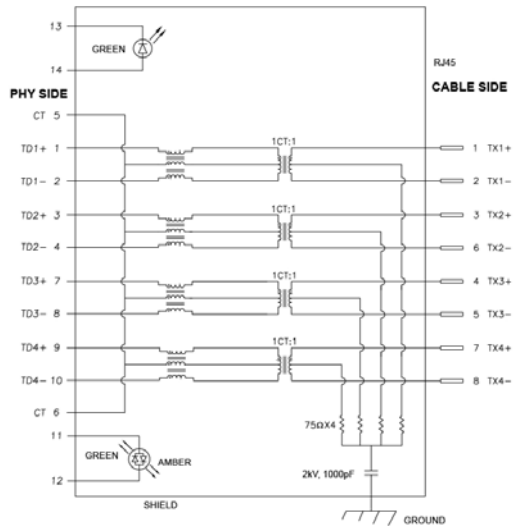 13
GREEN
14
RJ45
PHY SIDE
CABLE SIDE
CT 5
1CT:1
TD1+ 1
1 TX1+
TD1- 2
2 TX1-
1CT:1
TD2+ 3
3 TX2+
TD2- 4
6 TX2-
1CT:1
TD3+ 7
4 TX3+
TD3- 8
5 TX3-
1CT:1
TD4+ 9
7 TX4+
TD4- 10
8 TX4-
CT 6
75ΩX4
11
GREEN
AMBER
12
2kV, 1000pF
SHIELD
GROUND